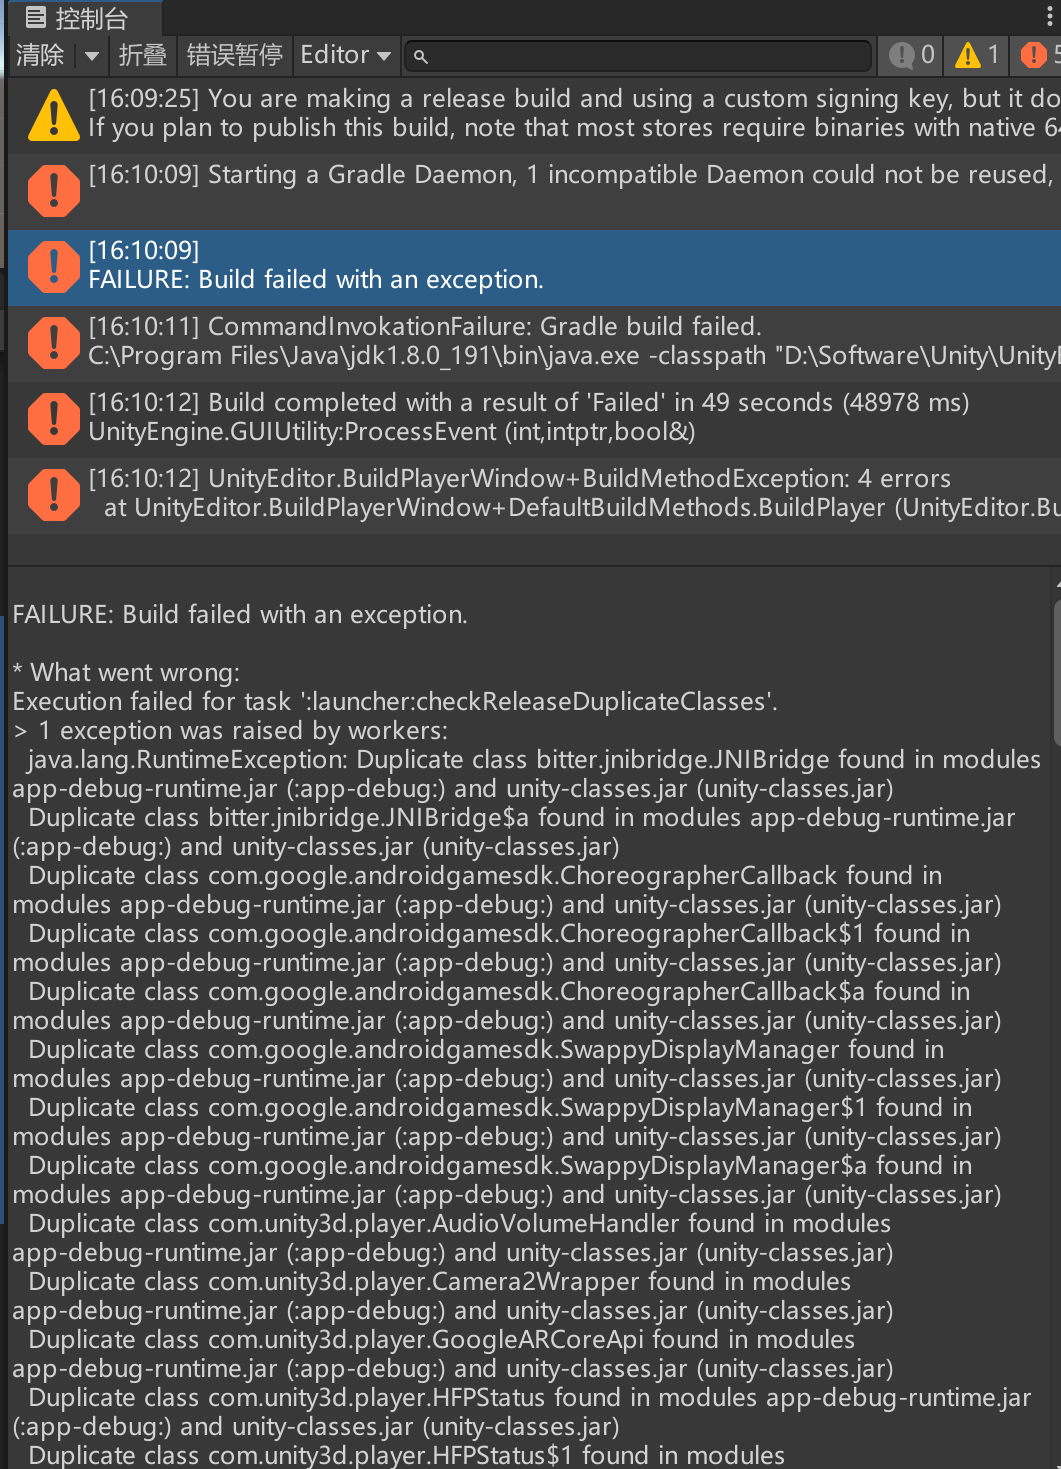 控制台
清除
折叠
错误暂停
Editor
0
1
[16:09:25] You are making a release build and using a custom signing key, but it do
If you plan to publish this build, note that most stores require binaries with native
[16:10:09] Starting a Gradle Daemon, 1 incompatible Daemon could not be reused,
[16:10:09]
FAILURE: Build failed with an exception.
[16:10:11] CommandInvokationFailure: Gradle build failed.
C:\Program Files\Java\jdk1.8.0_191\bin\java.exe -classpath "D:\Software\Unity\UnityE
[16:10:12] Build completed with a result of 'Failed' in 49 seconds (48978 ms)
UnityEngine.GUIUtility:ProcessEvent (int,intptr,bool&)
[16:10:12] UnityEditor.BuildPlayerWindow+BuildMethodException: 4 errors
at UnityEditor.BuildPlayerWindow+DefaultBuildMethods.BuildPlayer (UnityEditor.Bu
FAILURE: Build failed with an exception.
* What went wrong:
Execution failed for task ':launcher:checkReleaseDuplicateClasses'.
> 1 exception was raised by workers:
java.lang.RuntimeException: Duplicate class bitter.jnibridge.JNIBridge found in modules
app-debug-runtime.jar (:app-debug:) and unity-classes.jar (unity-classes.jar)
Duplicate class bitter.jnibridge.JNIBridge$a found in modules app-debug-runtime.jar
(:app-debug:) and unity-classes.jar (unity-classes.jar)
Duplicate class com.google.androidgamesdk.ChoreographerCallback found in
modules app-debug-runtime.jar (:app-debug:) and unity-classes.jar (unity-classes.jar)
Duplicate class com.google.androidgamesdk.ChoreographerCallback$1 found in
modules app-debug-runtime.jar (:app-debug:) and unity-classes.jar (unity-classes.jar)
Duplicate class com.google.androidgamesdk.ChoreographerCallback$a found in
modules app-debug-runtime.jar (:app-debug:) and unity-classes.jar (unity-classes.jar)
Duplicate class com.google.androidgamesdk.SwappyDisplayManager found in
modules app-debug-runtime.jar (:app-debug:) and unity-classes.jar (unity-classes.jar)
Duplicate class com.google.androidgamesdk.SwappyDisplayManager$1 found in
modules app-debug-runtime.jar (:app-debug:) and unity-classes.jar (unity-classes.jar)
Duplicate class com.google.androidgamesdk.SwappyDisplayManager$a found in
modules app-debug-runtime.jar (:app-debug:) and unity-classes.jar (unity-classes.jar)
Duplicate class com.unity3d.player.AudioVolumeHandler found in modules
app-debug-runtime.jar (:app-debug:) and unity-classes.jar (unity-classes.jar)
Duplicate class com.unity3d.player.Camera2Wrapper found in modules
app-debug-runtime.jar (:app-debug:) and unity-classes.jar (unity-classes.jar)
Duplicate class com.unity3d.player.GoogleARCoreApi found in modules
app-debug-runtime.jar (:app-debug:) and unity-classes.jar (unity-classes.jar)
Duplicate class com.unity3d.player.HFPStatus found in modules app-debug-runtime.jar
(:app-debug:) and unity-classes.jar (unity-classes.jar)
Duplicate class com.unity3d.player.HFPStatus$1 found in modules